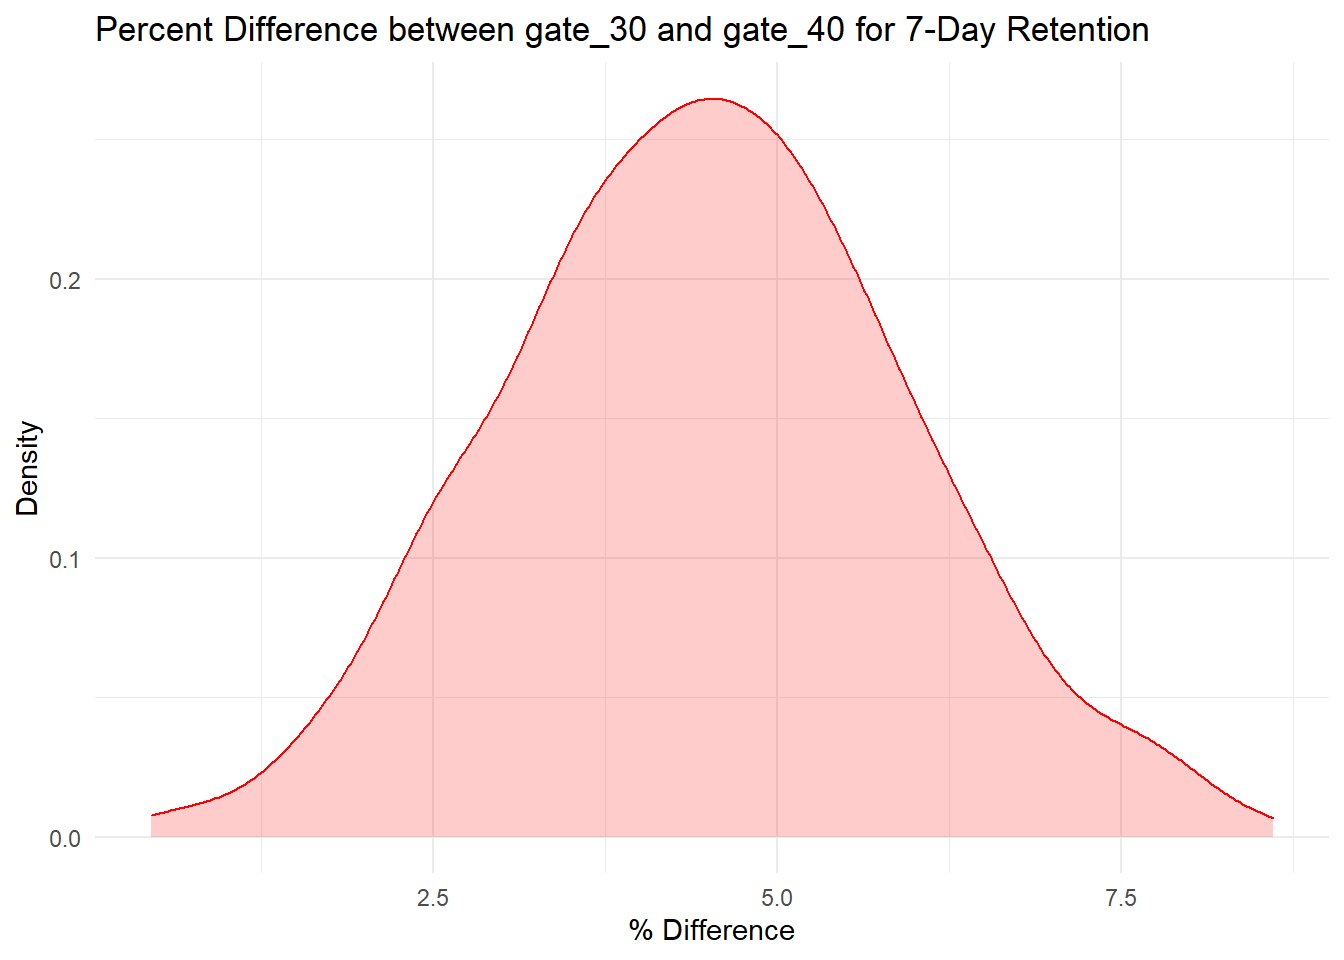 Percent Difference between gate_30 and gate_40 for 7-Day Retention
Density
0.2
0.1
0.0
2.5 5.0 7.5
% Difference